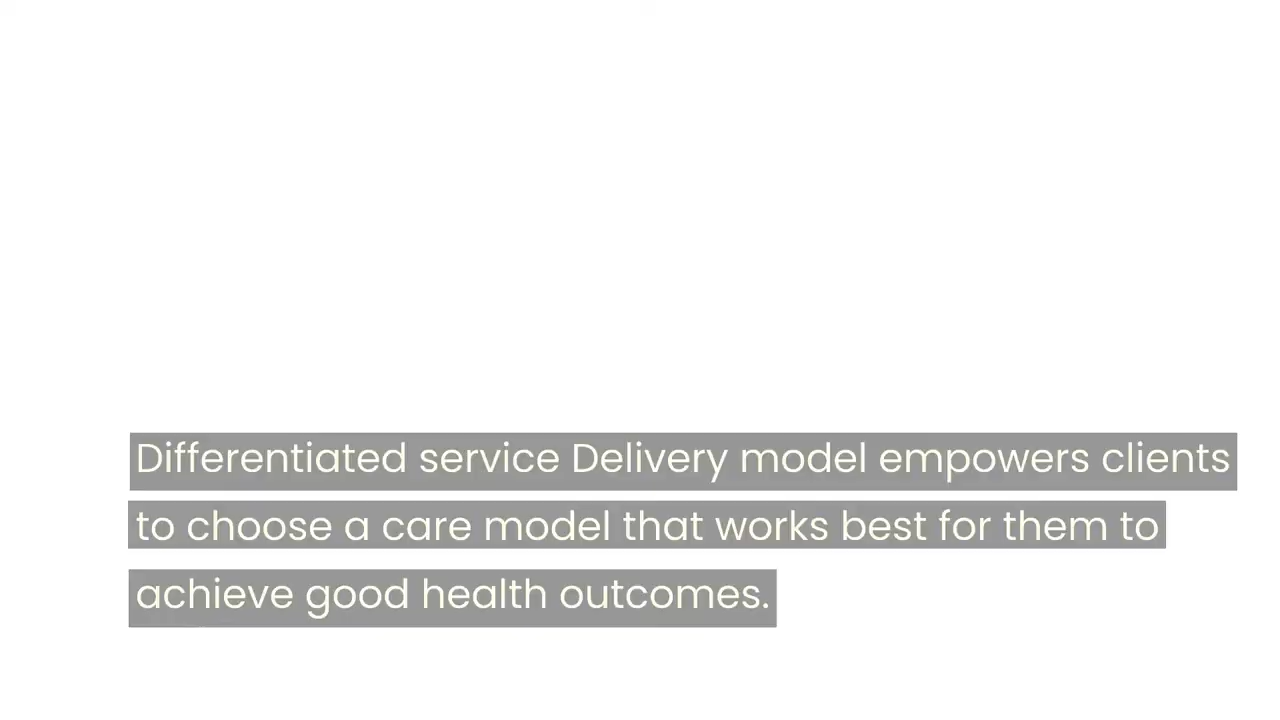 Differentiated service Delivery model empowers clients
to choose a care model that works best for them to
achieve good health outcomes.